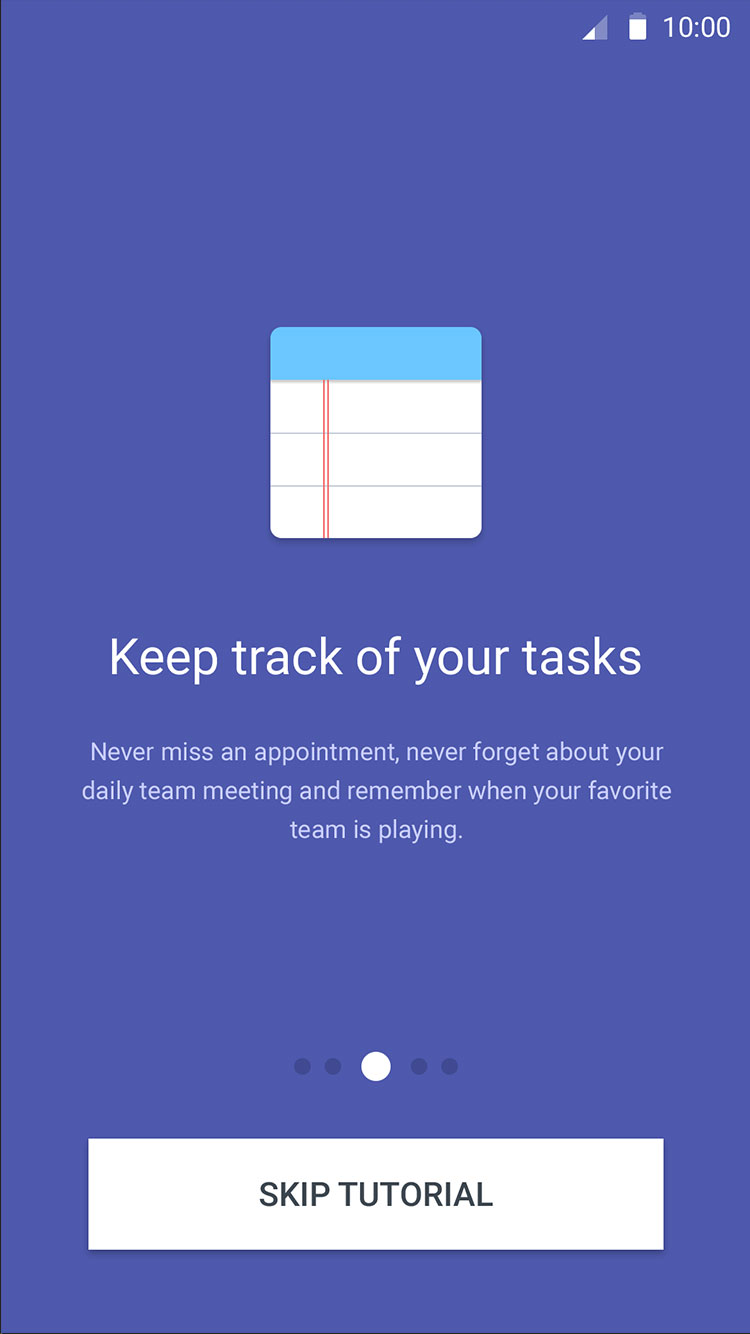 10:00
Keep track of your tasks
Never miss an appointment, never forget about your
daily team meeting and remember when your favorite
team is playing.
SKIP TUTORIAL